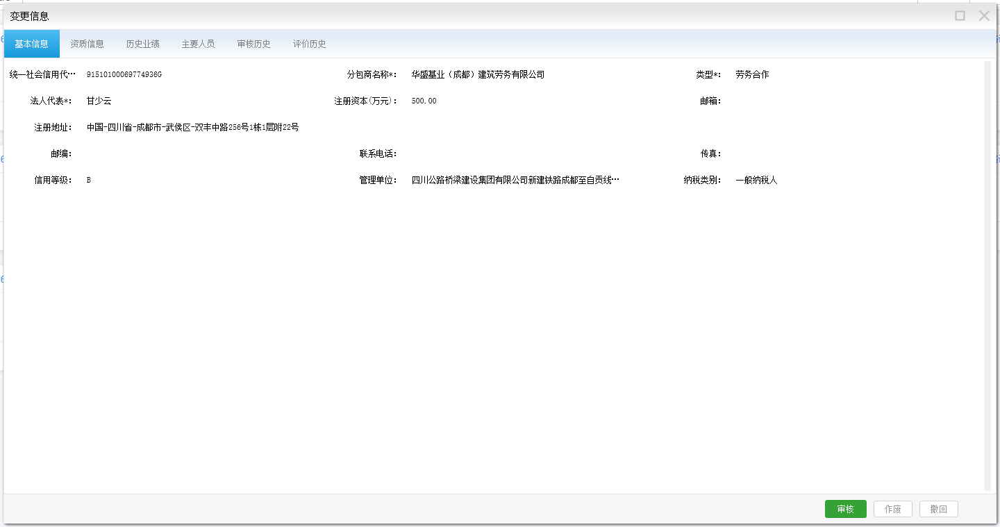 变更信息
基本信息 资质信息 历史业绩 主要人员 审核历史 评价历史
统一社会信用代… 91510100069774936G 分包商名称*: 华盛基业（成都）建筑劳务有限公司 类型*: 劳务合作
法人代表*: 甘少云 注册资本(万元): 500.00 邮箱:
注册地址: 中国-四川省-成都市-武侯区-双丰中路256号1栋1层附22号
邮编: 联系电话: 传真:
信用等级: B 管理单位: 四川公路桥梁建设集团有限公司新建铁路成都至自贡线… 纳税类别: 一般纳税人
审核 作废 撤回